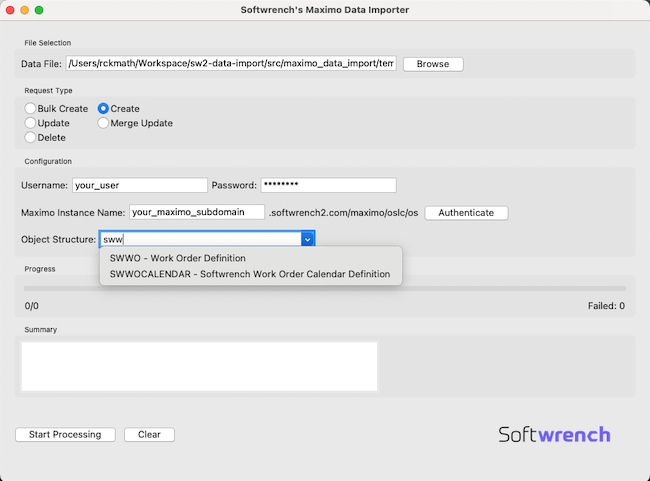 Softwrench's Maximo Data Importer
File Selection
Data File: /Users/rckmath/Workspace/sw2-data-import/src/maximo_data_import/tem Browse
Request Type
Bulk Create Create
Update Merge Update
Delete
Configuration
Username: your_user Password: ********
Maximo Instance Name: your_maximo_subdomain .softwrench2.com/maximo/oslc/os Authenticate
Object Structure: sww
SWWO - Work Order Definition
SWWOCALENDAR - Softwrench Work Order Calendar Definition
Progress
0/0 Failed: 0
Summary
Start Processing Clear Softwrench